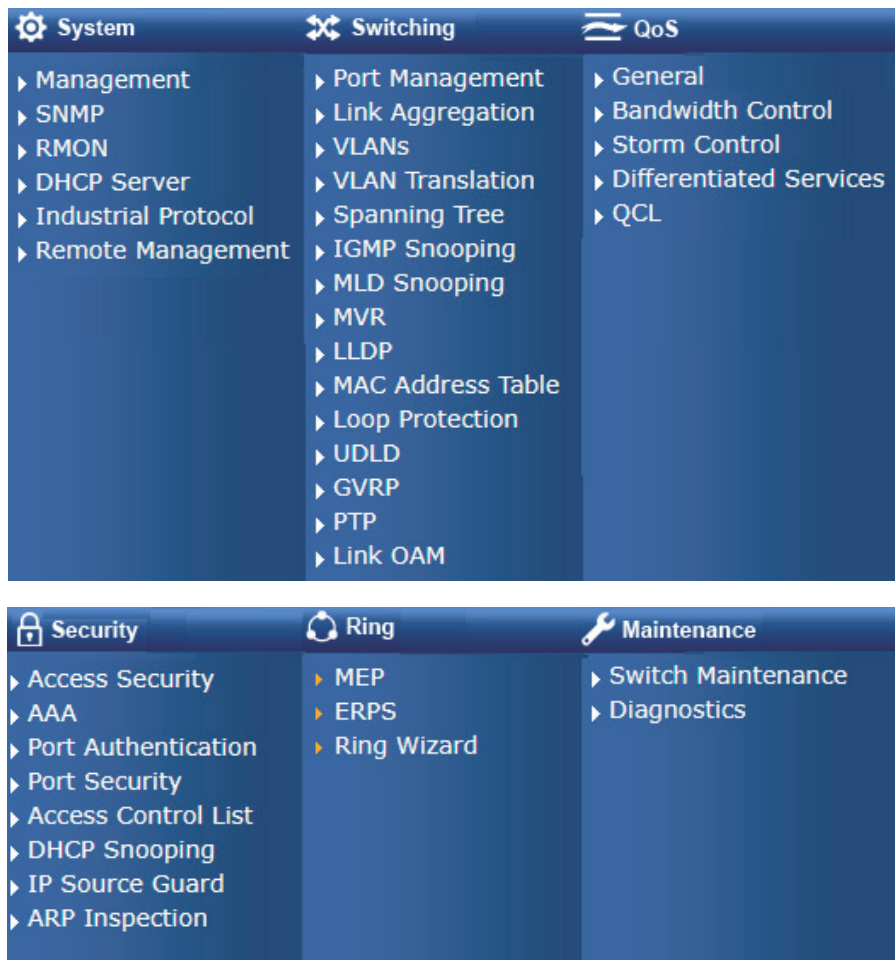 System
Management
SNMP
RMON
DHCP Server
Industrial Protocol
Remote Management
Switching
Port Management
Link Aggregation
VLANs
VLAN Translation
Spanning Tree
IGMP Snooping
MLD Snooping
MVR
LLDP
MAC Address Table
Loop Protection
UDLD
GVRP
PTP
Link OAM
QoS
General
Bandwidth Control
Storm Control
Differentiated Services
QCL
Security
Access Security
AAA
Port Authentication
Port Security
Access Control List
DHCP Snooping
IP Source Guard
ARP Inspection
Ring
MEP
ERPS
Ring Wizard
Maintenance
Switch Maintenance
Diagnostics